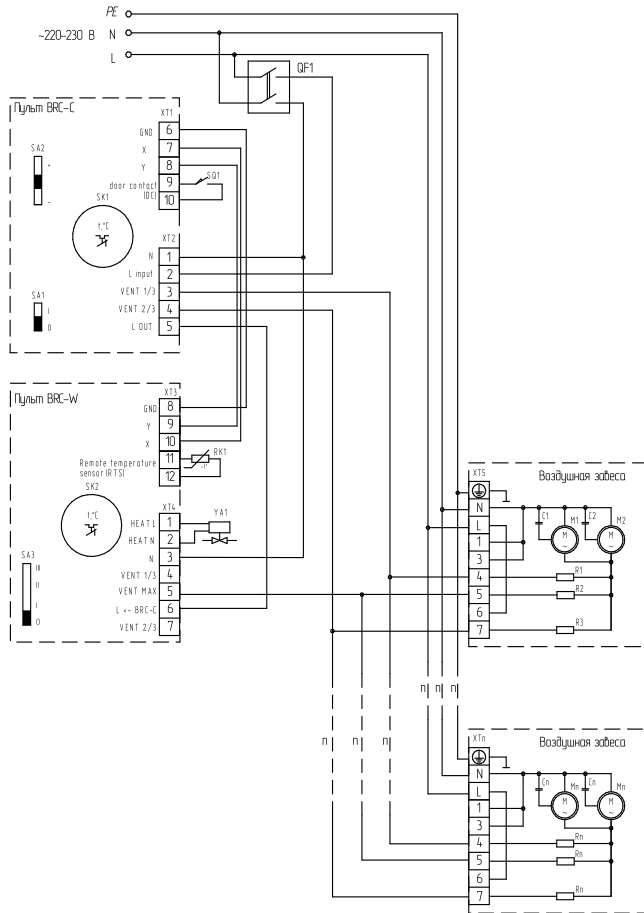 PE
~220-230 В N
L
QF1
Пульт BRC-C
XT1
SA2
+
-
GND 6
X 7
Y 8
door contact (DC) 9
10
SQ1
SK1
t,°C
XT2
N 1
L input 2
VENT 1/3 3
VENT 2/3 4
L OUT 5
SA1
I
0
Пульт BRC-W
XT3
GND 8
Y 9
X 10
Remote temperature 11
sensor (RTS) 12
RK1
-t°
SK2
t,°C
XT4
HEAT L 1
HEAT N 2
N 3
VENT 1/3 4
VENT MAX 5
L <- BRC-C 6
VENT 2/3 7
YA1
SA3
III
II
I
0
XT5
Воздушная завеса
N
L
1
3
4
5
6
7
C1
M1
C2
M2
M
~
M
~
R1
R2
R3
п
п
п
п
п
п
XTn
Воздушная завеса
N
L
1
3
4
5
6
7
Cn
Mn
Cn
Mn
M
~
M
~
Rn
Rn
Rn